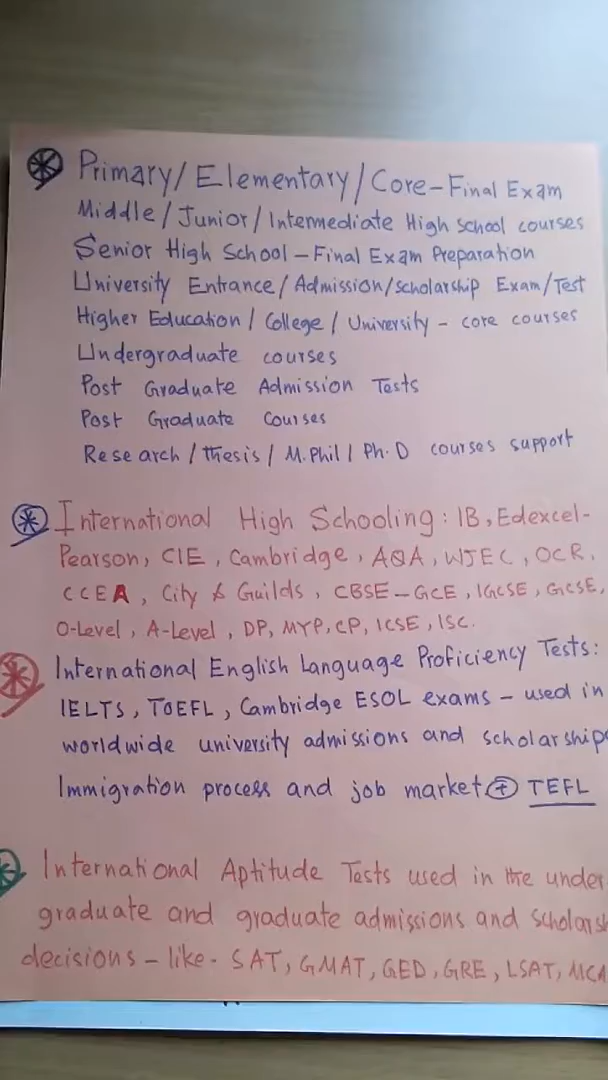 Primary/Elementary/Core-Final Exam
Middle/Junior/Intermediate High School courses
Senior High School - Final Exam Preparation
University Entrance/Admission/Scholarship Exam/Test
Higher Education/College/University - core courses
Undergraduate courses
Post Graduate Admission Tests
Post Graduate Courses
Research/thesis/M.Phil/Ph.D courses support
International High Schooling: IB, Edexcel-
Pearson, CIE, Cambridge, AQA, WJEC, OCR,
CCEA, City & Guilds, CBSE-GCE, IGCSE, GCSE,
O-Level, A-Level, DP, MYP, CP, ICSE, ISC.
International English Language Proficiency Tests:
IELTS, TOEFL, Cambridge ESOL exams - used in
worldwide university admissions and scholarship
Immigration process and job market + TEFL
International Aptitude Tests used in the under
graduate and graduate admissions and scholarsh
decisions - like- SAT, GMAT, GED, GRE, LSAT, MCA